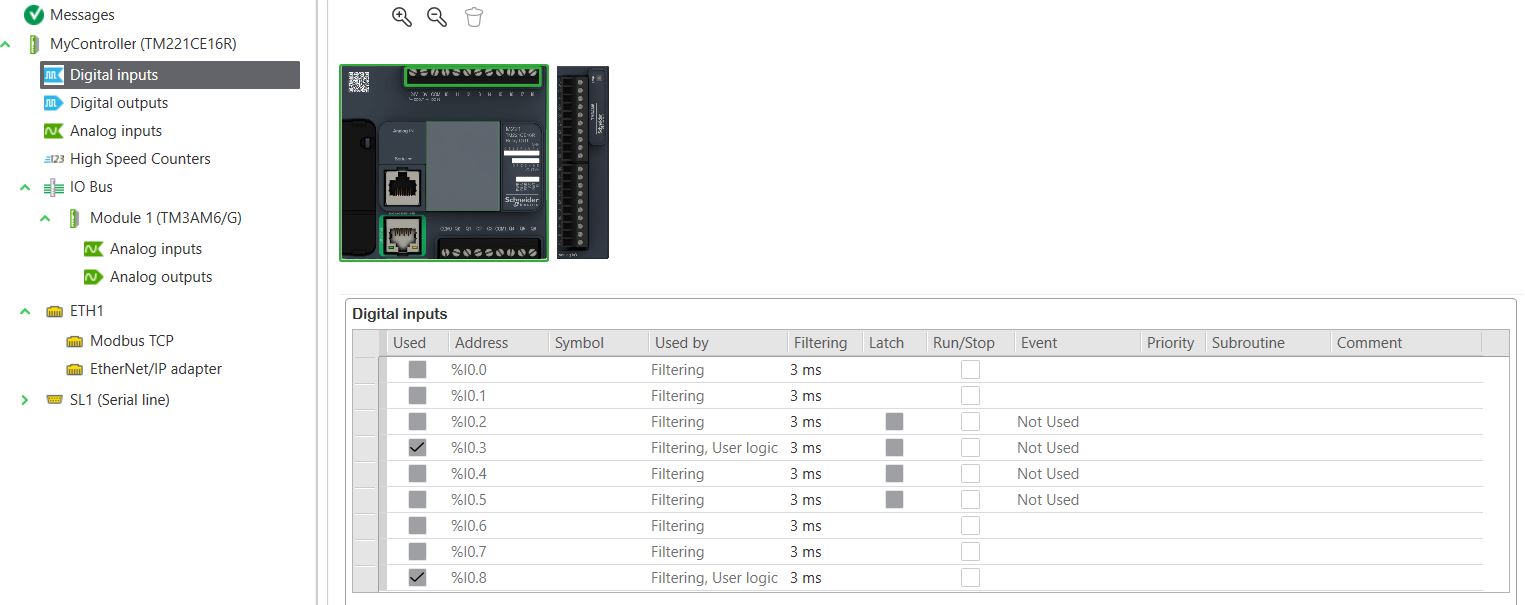 Messages
MyController (TM221CE16R)
Digital inputs
Digital outputs
Analog inputs
High Speed Counters
IO Bus
Module 1 (TM3AM6/G)
Analog inputs
Analog outputs
ETH1
Modbus TCP
EtherNet/IP adapter
SL1 (Serial line)
Analog IN
M221
TM221CE16R
Schneider
Digital inputs
Used Address Symbol Used by Filtering Latch Run/Stop Event Priority Subroutine Comment
%I0.0 Filtering 3 ms
%I0.1 Filtering 3 ms
%I0.2 Filtering 3 ms Not Used
%I0.3 Filtering, User logic 3 ms Not Used
%I0.4 Filtering 3 ms Not Used
%I0.5 Filtering 3 ms Not Used
%I0.6 Filtering 3 ms
%I0.7 Filtering 3 ms
%I0.8 Filtering, User logic 3 ms